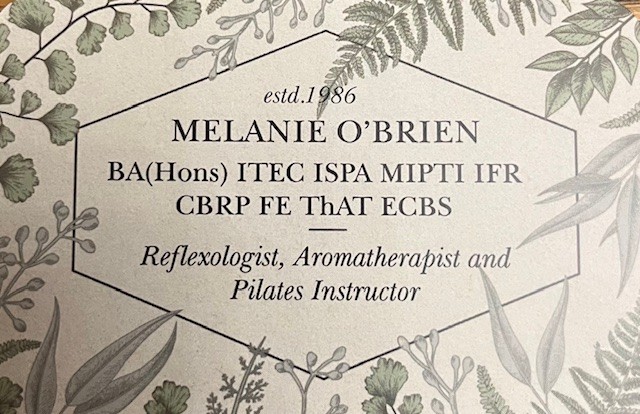 estd.1986
MELANIE O'BRIEN
BA(Hons) ITEC ISPA MIPTI IFR
CBRP FE ThAT ECBS
Reflexologist, Aromatherapist and
Pilates Instructor